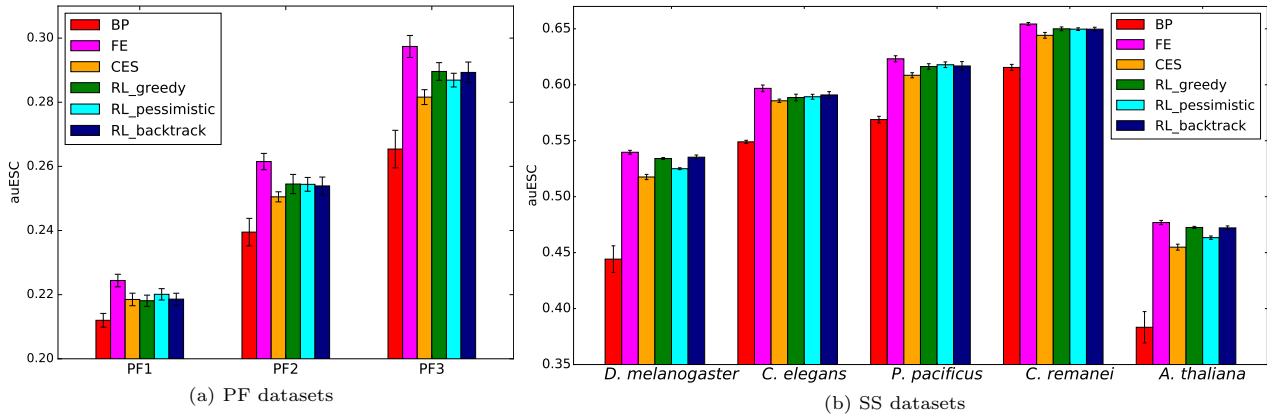 BP
FE
CES
RL_greedy
RL_pessimistic
RL_backtrack
auESC
0.30
0.28
0.26
0.24
0.22
0.20
PF1 PF2 PF3
(a) PF datasets
BP
FE
CES
RL_greedy
RL_pessimistic
RL_backtrack
auESC
0.65
0.60
0.55
0.50
0.45
0.40
0.35
D. melanogaster C. elegans P. pacificus C. remanei A. thaliana
(b) SS datasets